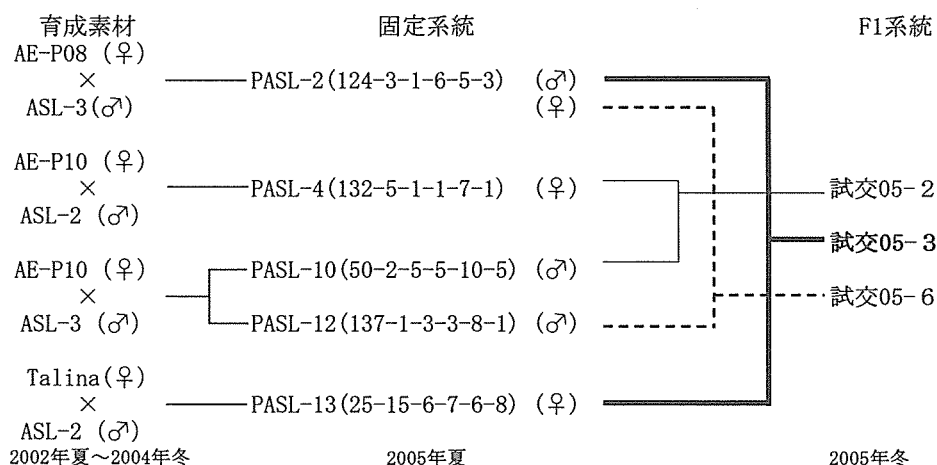 育成素材 固定系統 F1系統
AE-P08 (♀)
× PASL-2(124-3-1-6-5-3) (♂)
ASL-3(♂) (♀)
AE-P10 (♀)
× PASL-4(132-5-1-1-7-1) (♀) 試交05-2
ASL-2 (♂)
試交05-3
AE-P10 (♀) PASL-10(50-2-5-5-10-5) (♂)
× 試交05-6
ASL-3 (♂) PASL-12(137-1-3-3-8-1) (♂)
Talina(♀)
× PASL-13(25-15-6-7-6-8) (♀)
ASL-2 (♂)
2002年夏～2004年冬 2005年夏 2005年冬